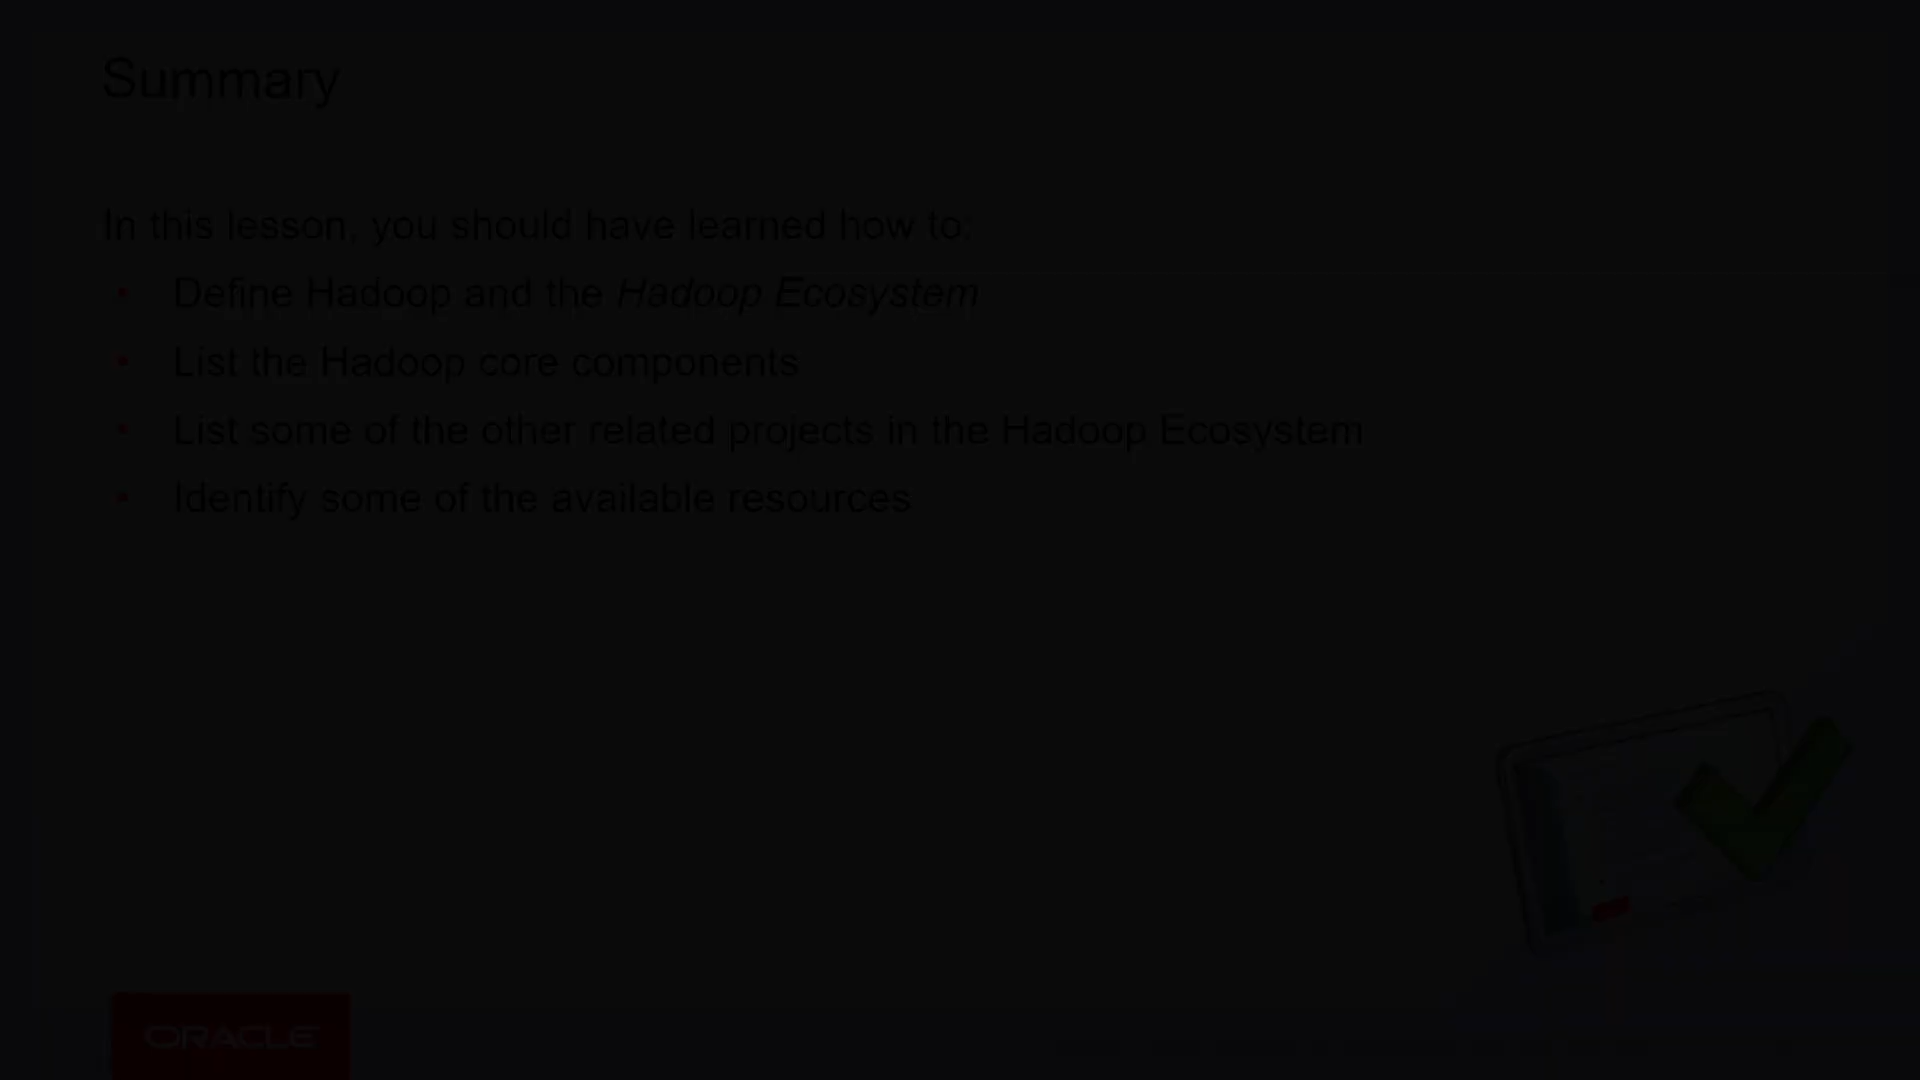 Summary
In this lesson, you should have learned how to:
• Define Hadoop and the Hadoop Ecosystem
• List the Hadoop core components
• List some of the other related projects in the Hadoop Ecosystem
• Identify some of the available resources
ORACLE